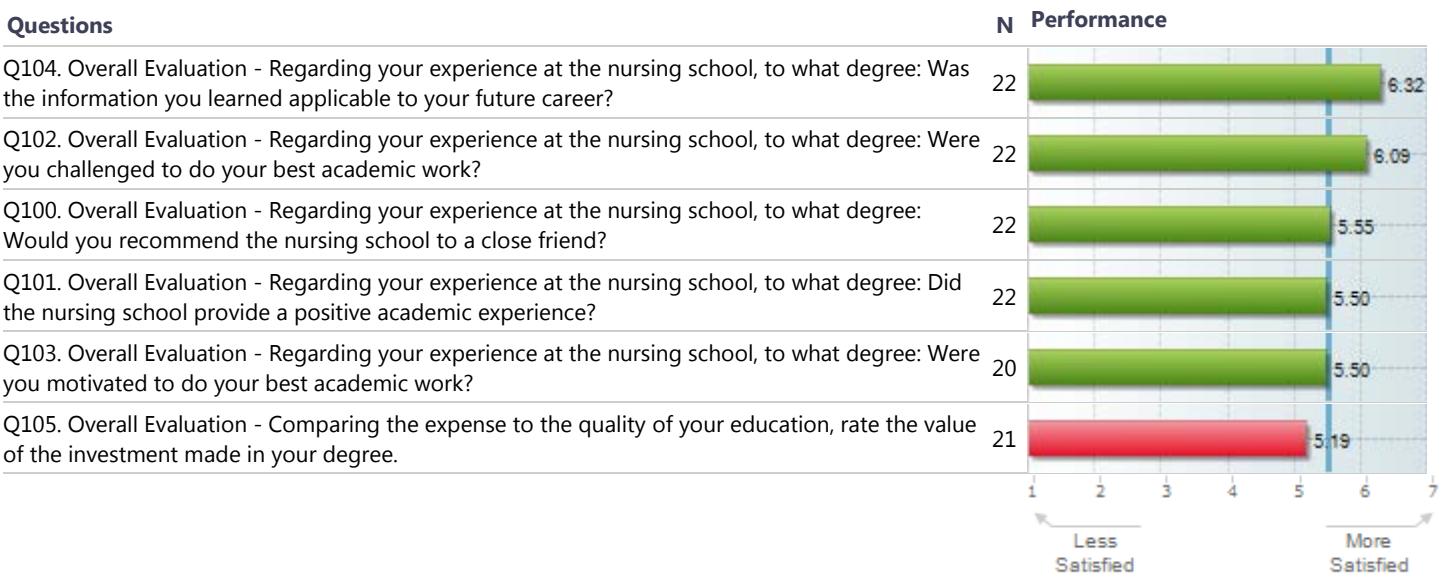 Questions N Performance
Q104. Overall Evaluation - Regarding your experience at the nursing school, to what degree: Was
the information you learned applicable to your future career?
22
6.32
Q102. Overall Evaluation - Regarding your experience at the nursing school, to what degree: Were
you challenged to do your best academic work?
22
6.09
Q100. Overall Evaluation - Regarding your experience at the nursing school, to what degree:
Would you recommend the nursing school to a close friend?
22
5.55
Q101. Overall Evaluation - Regarding your experience at the nursing school, to what degree: Did
the nursing school provide a positive academic experience?
22
5.50
Q103. Overall Evaluation - Regarding your experience at the nursing school, to what degree: Were
you motivated to do your best academic work?
20
5.50
Q105. Overall Evaluation - Comparing the expense to the quality of your education, rate the value
of the investment made in your degree.
21
5.19
1 2 3 4 5 6 7
Less
Satisfied
More
Satisfied